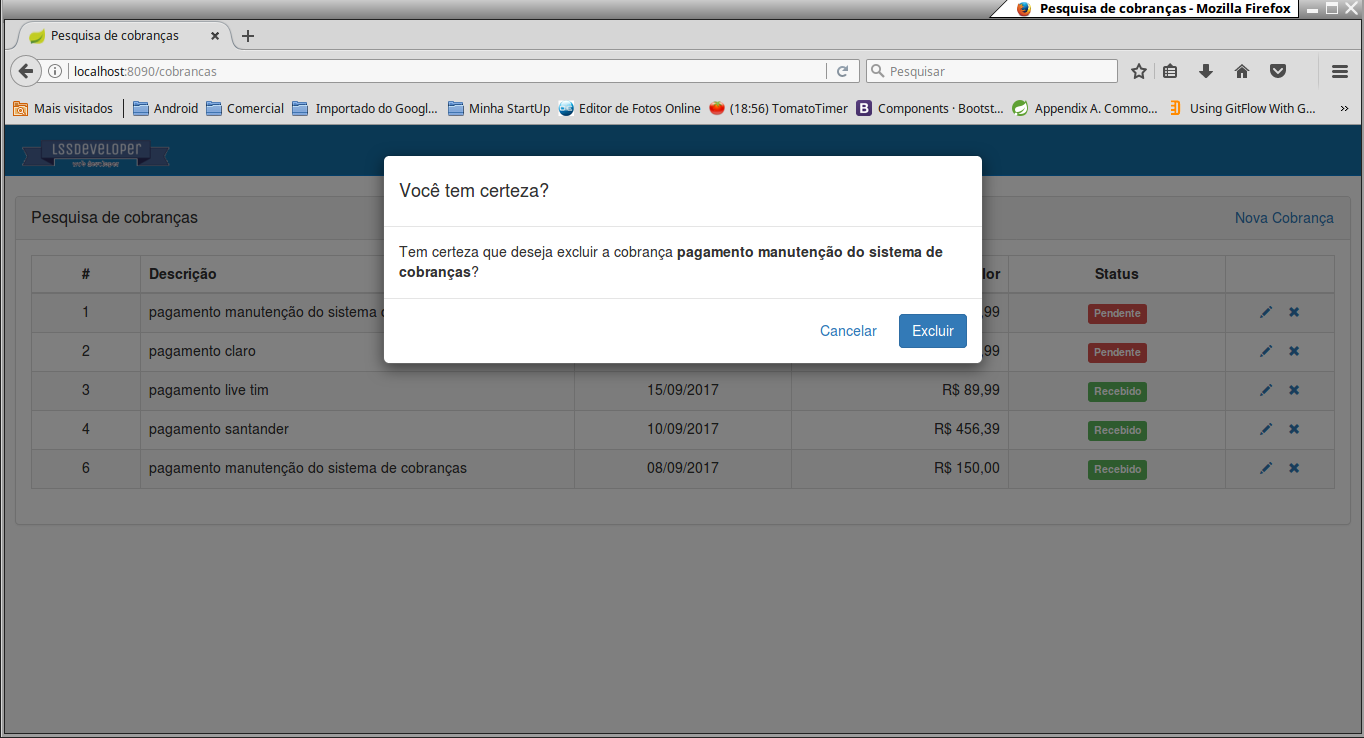 Pesquisa de cobranças - Mozilla Firefox
Pesquisa de cobranças
localhost:8090/cobrancas
Pesquisar
Mais visitados
Android
Comercial
Importado do Googl...
Minha StartUp
Editor de Fotos Online
(18:56) TomatoTimer
B Components · Bootst...
Appendix A. Commo...
Using GitFlow With G...
LSSDEVELOPER
Você tem certeza?
Tem certeza que deseja excluir a cobrança pagamento manutenção do sistema de
cobranças?
Cancelar
Excluir
Pesquisa de cobranças
Nova Cobrança
# Descrição lor Status
1 pagamento manutenção do sistema ,99 Pendente
2 pagamento claro ,99 Pendente
3 pagamento live tim 15/09/2017 R$ 89,99 Recebido
4 pagamento santander 10/09/2017 R$ 456,39 Recebido
6 pagamento manutenção do sistema de cobranças 08/09/2017 R$ 150,00 Recebido